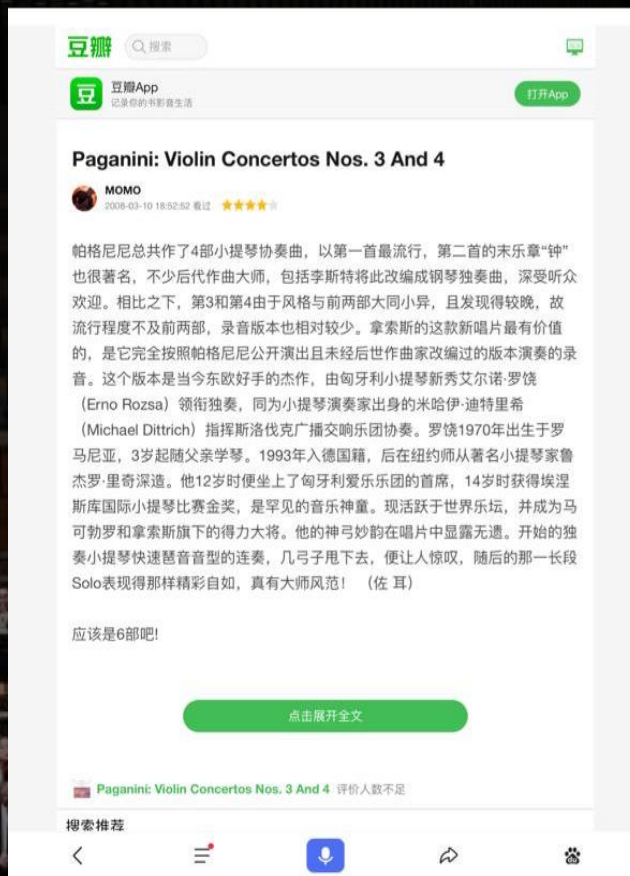 豆瓣
搜索
豆瓣App
记录你的书影音生活
打开App
Paganini: Violin Concertos Nos. 3 And 4
MOMO
2008-03-10 18:52:52 看过
帕格尼尼总共作了4部小提琴协奏曲，以第一首最流行，第二首的末乐章“钟”
也很著名，不少后代作曲大师，包括李斯特将此改编成钢琴独奏曲，深受听众
欢迎。相比之下，第3和第4由于风格与前两部大同小异，且发现得较晚，故
流行程度不及前两部，录音版本也相对较少。拿索斯的这款新唱片最有价值
的，是它完全按照帕格尼尼公开演出且未经后世作曲家改编过的版本演奏的录
音。这个版本是当今东欧好手的杰作，由匈牙利小提琴新秀艾尔诺·罗饶
（Erno Rozsa）领衔独奏，同为小提琴演奏家出身的米哈伊·迪特里希
（Michael Dittrich）指挥斯洛伐克广播交响乐团协奏。罗饶1970年出生于罗
马尼亚，3岁起随父亲学琴。1993年入德国籍，后在纽约师从著名小提琴家鲁
杰罗·里奇深造。他12岁时便坐上了匈牙利爱乐乐团的首席，14岁时获得埃涅
斯库国际小提琴比赛金奖，是罕见的音乐神童。现活跃于世界乐坛，并成为马
可勃罗和拿索斯旗下的得力大将。他的神弓妙韵在唱片中显露无遗。开始的独
奏小提琴快速琶音音型的连奏，几弓子甩下去，便让人惊叹，随后的那一长段
Solo表现得那样精彩自如，真有大师风范！（佐 耳）
应该是6部吧!
点击展开全文
Paganini: Violin Concertos Nos. 3 And 4 评价人数不足
搜索推荐
du